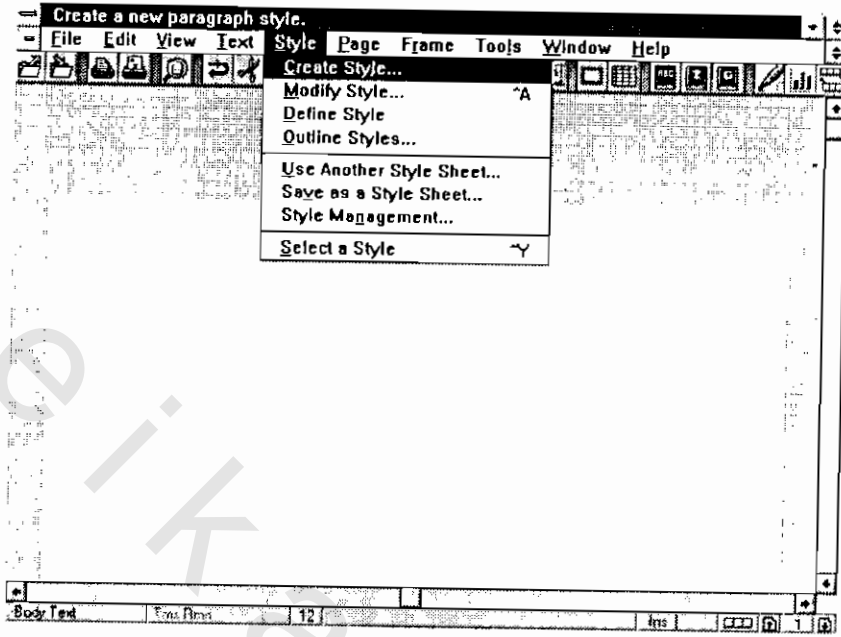 Create a new paragraph style.
File Edit View Text Style Page Frame Tools Window Help
Create Style...
Modify Style... ^A
Define Style
Outline Styles...
Use Another Style Sheet...
Save as a Style Sheet...
Style Management...
Select a Style ^Y
Body Text Tms Rmn 12 Ins 1
e i k a